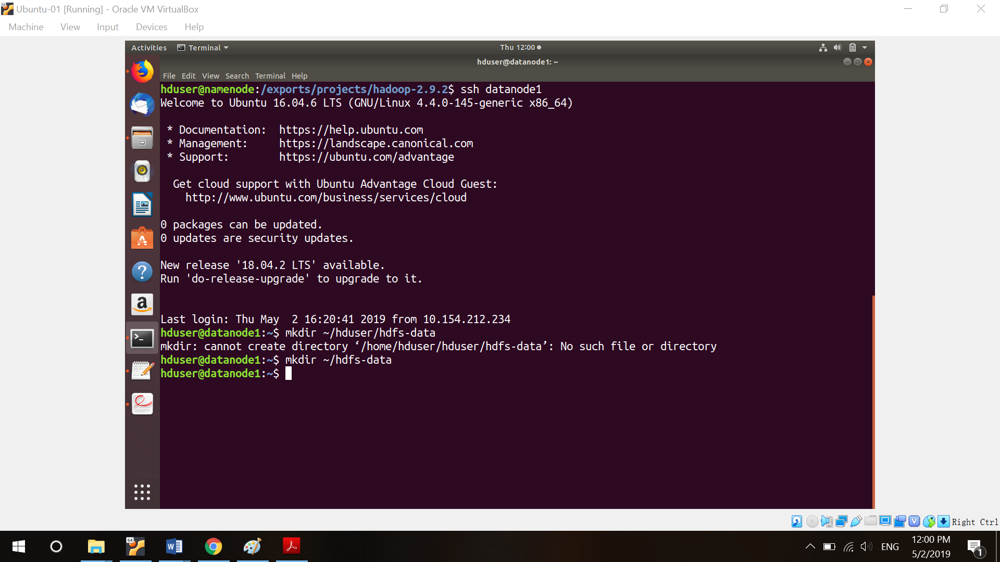 Ubuntu-01 [Running] - Oracle VM VirtualBox
Machine View Input Devices Help
Activities Terminal Thu 12:00
hduser@datanode1: ~
File Edit View Search Terminal Help
hduser@namenode:/exports/projects/hadoop-2.9.2$ ssh datanode1
Welcome to Ubuntu 16.04.6 LTS (GNU/Linux 4.4.0-145-generic x86_64)
* Documentation: https://help.ubuntu.com
* Management: https://landscape.canonical.com
* Support: https://ubuntu.com/advantage
Get cloud support with Ubuntu Advantage Cloud Guest:
http://www.ubuntu.com/business/services/cloud
0 packages can be updated.
0 updates are security updates.
New release '18.04.2 LTS' available.
Run 'do-release-upgrade' to upgrade to it.
Last login: Thu May  2 16:20:41 2019 from 10.154.212.234
hduser@datanode1:~$ mkdir ~/hduser/hdfs-data
mkdir: cannot create directory ‘/home/hduser/hduser/hdfs-data’: No such file or directory
hduser@datanode1:~$ mkdir ~/hdfs-data
hduser@datanode1:~$
Right Ctrl
64
ENG
12:00 PM
5/2/2019
1